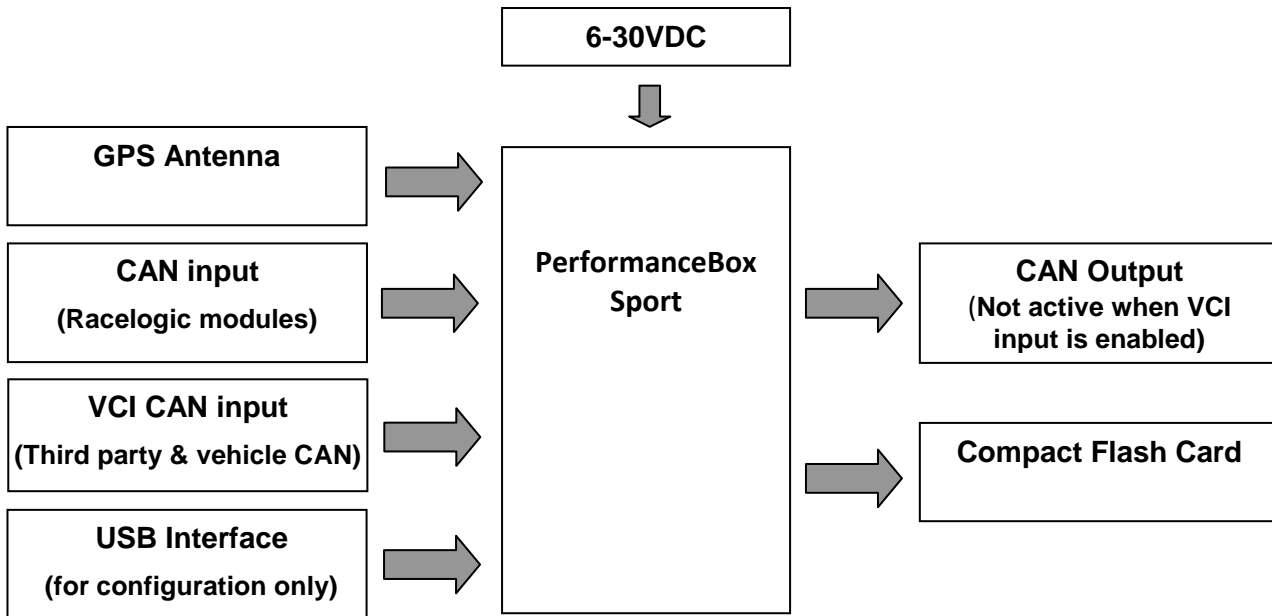 6-30VDC
GPS Antenna
CAN input
(Racelogic modules)
VCI CAN input
(Third party & vehicle CAN)
USB Interface
(for configuration only)
PerformanceBox
Sport
CAN Output
(Not active when VCI
input is enabled)
Compact Flash Card